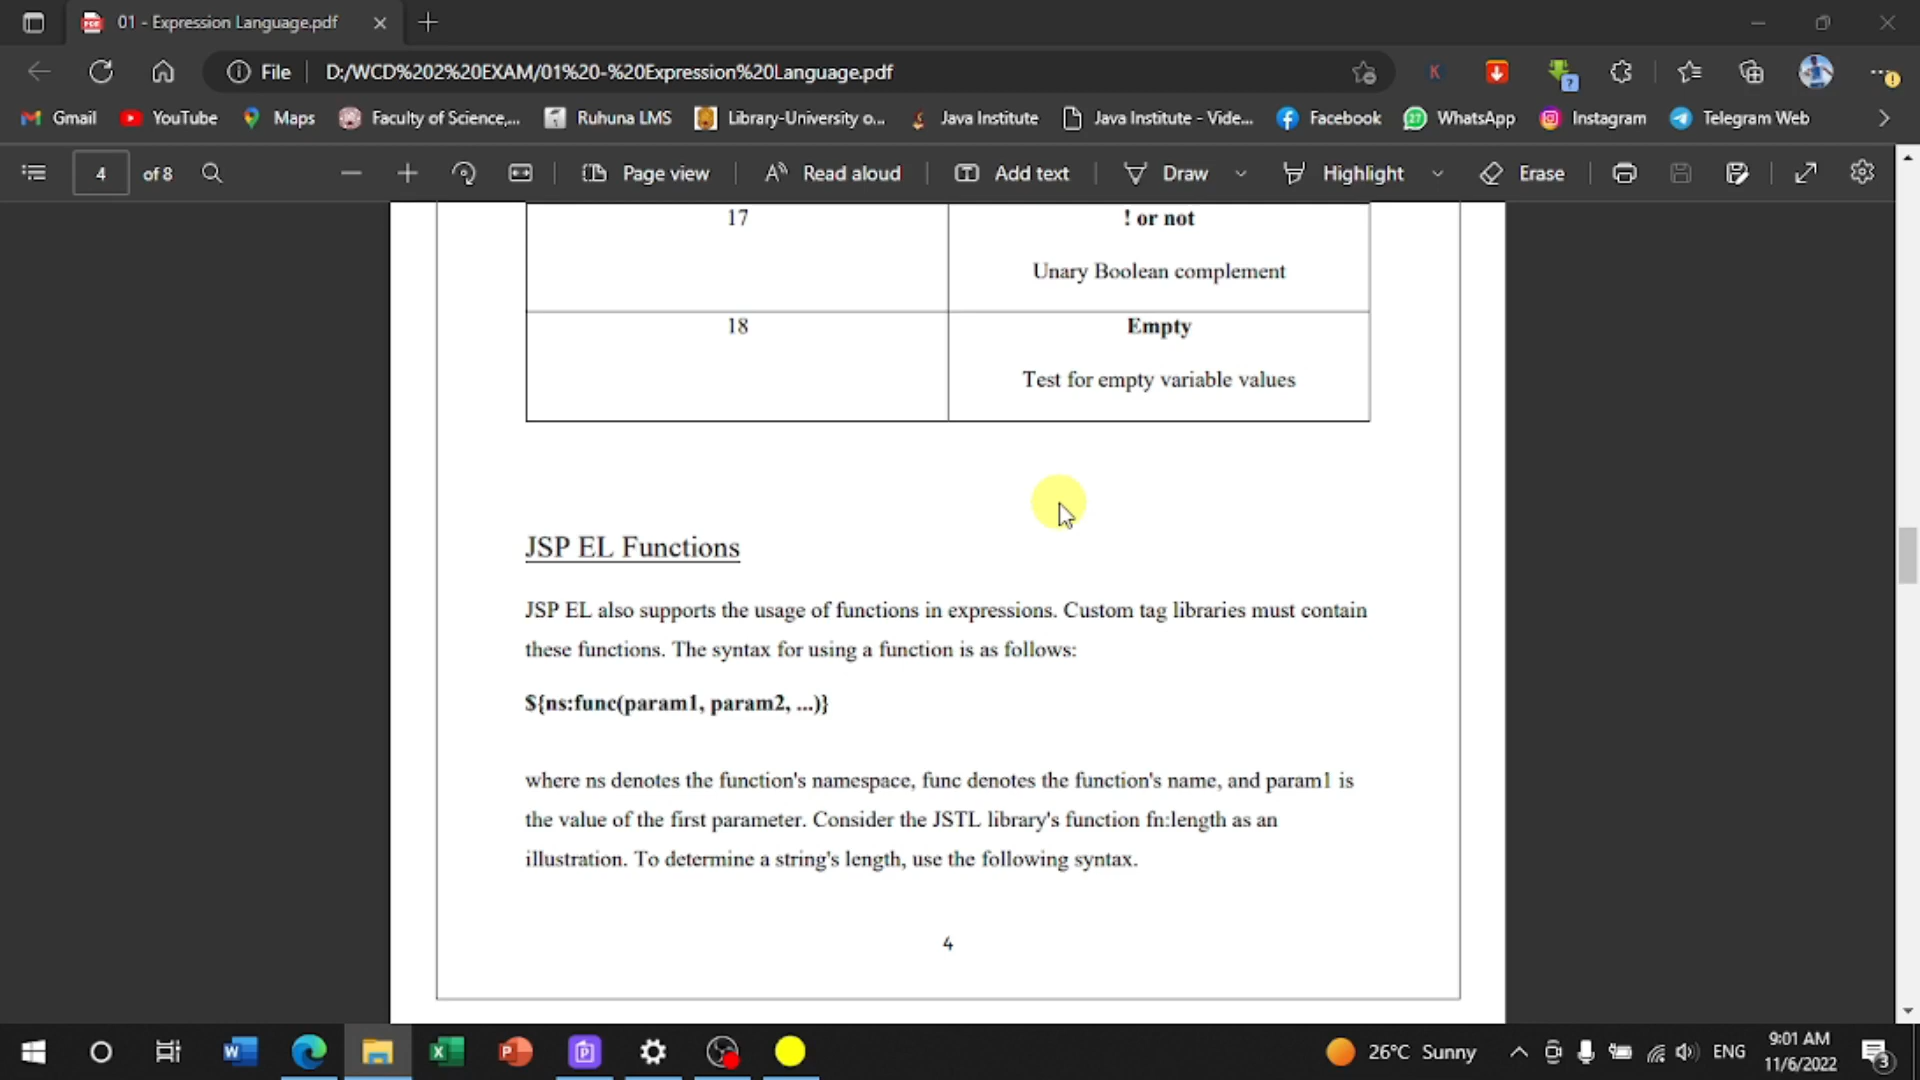 01 - Expression Language.pdf
File D:/WCD%202%20EXAM/01%20-%20Expression%20Language.pdf
Gmail YouTube Maps Faculty of Science,... Ruhuna LMS Library-University o... Java Institute Java Institute - Vide... Facebook WhatsApp Instagram Telegram Web
4 of 8 Page view Read aloud Add text Draw Highlight Erase
17 ! or not
Unary Boolean complement
18 Empty
Test for empty variable values
JSP EL Functions
JSP EL also supports the usage of functions in expressions. Custom tag libraries must contain
these functions. The syntax for using a function is as follows:
${ns:func(param1, param2, ...)}
where ns denotes the function's namespace, func denotes the function's name, and param1 is
the value of the first parameter. Consider the JSTL library's function fn:length as an
illustration. To determine a string's length, use the following syntax.
4
26°C Sunny ENG 9:01 AM
11/6/2022 3